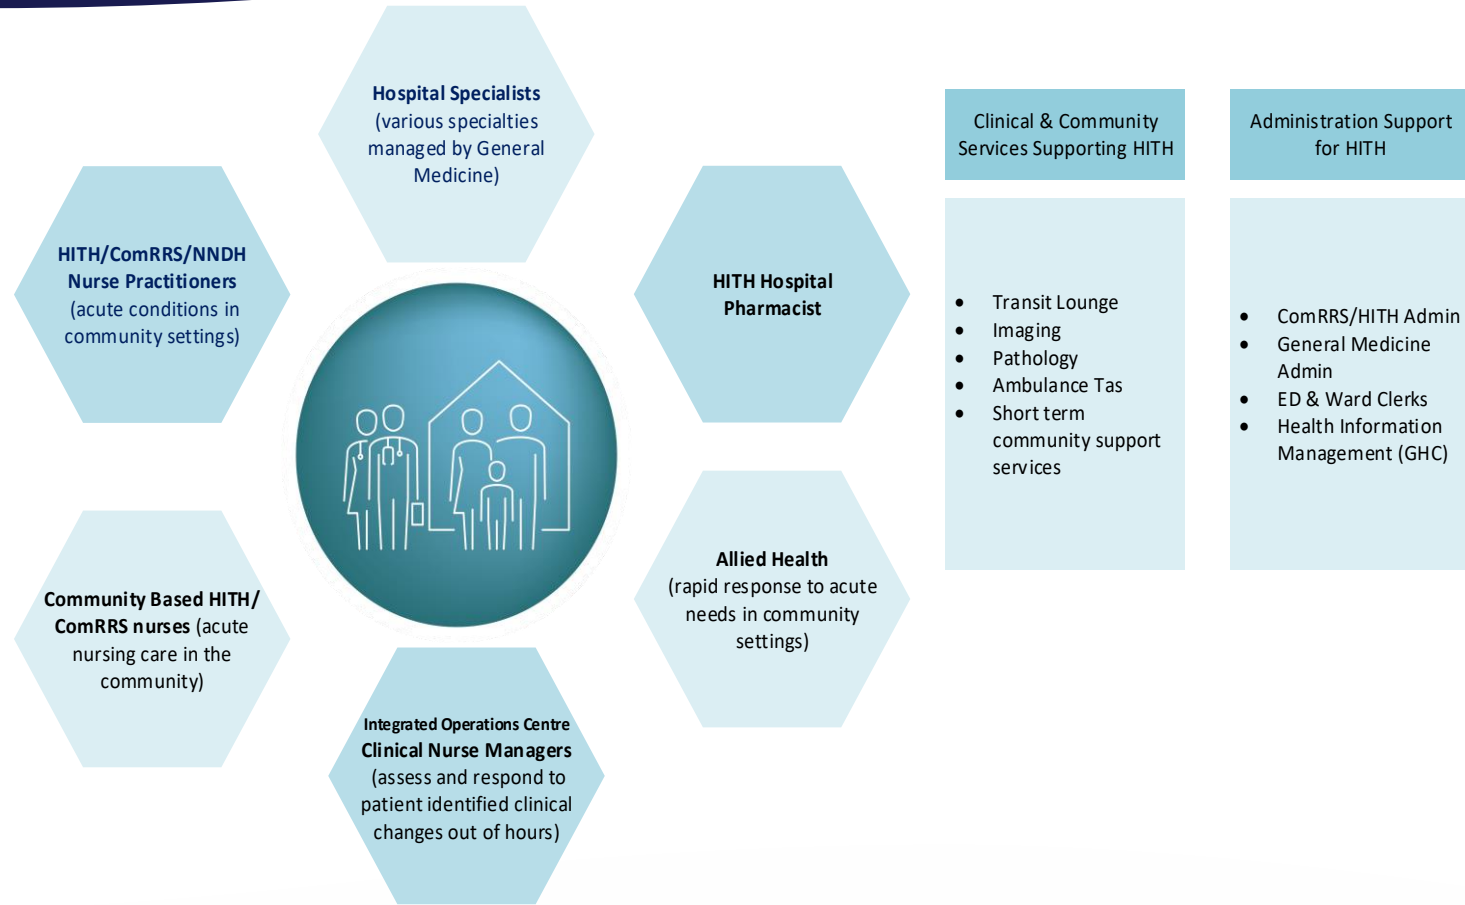 Hospital Specialists
(various specialties
managed by General
Medicine)
HITH/ComRRS/NNDH
Nurse Practitioners
(acute conditions in
community settings)
HITH Hospital
Pharmacist
Community Based HITH/
ComRRS nurses (acute
nursing care in the
community)
Allied Health
(rapid response to acute
needs in community
settings)
Integrated Operations Centre
Clinical Nurse Managers
(assess and respond to
patient identified clinical
changes out of hours)
Clinical & Community
Services Supporting HITH
• Transit Lounge
• Imaging
• Pathology
• Ambulance Tas
• Short term
community support
services
Administration Support
for HITH
• ComRRS/HITH Admin
• General Medicine
Admin
• ED & Ward Clerks
• Health Information
Management (GHC)